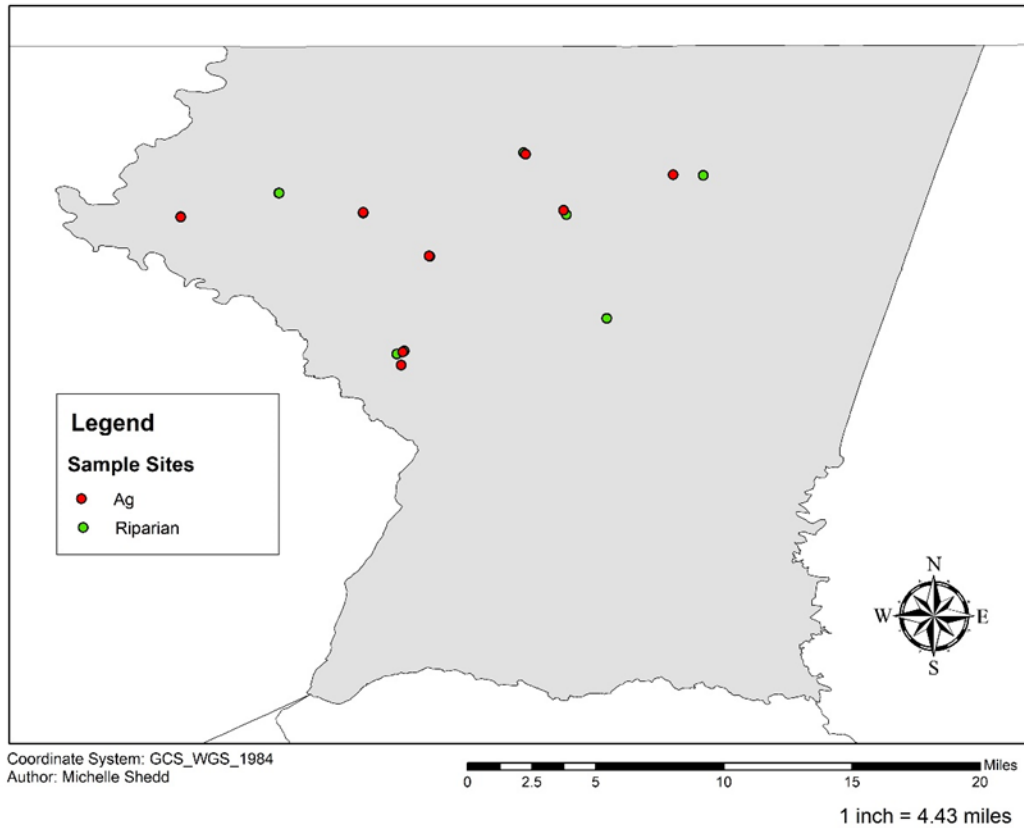 Legend
Sample Sites
Ag
Riparian
N
W E
S
Coordinate System: GCS_WGS_1984
Author: Michelle Shedd
Miles
0 2.5 5 10 15 20
1 inch = 4.43 miles